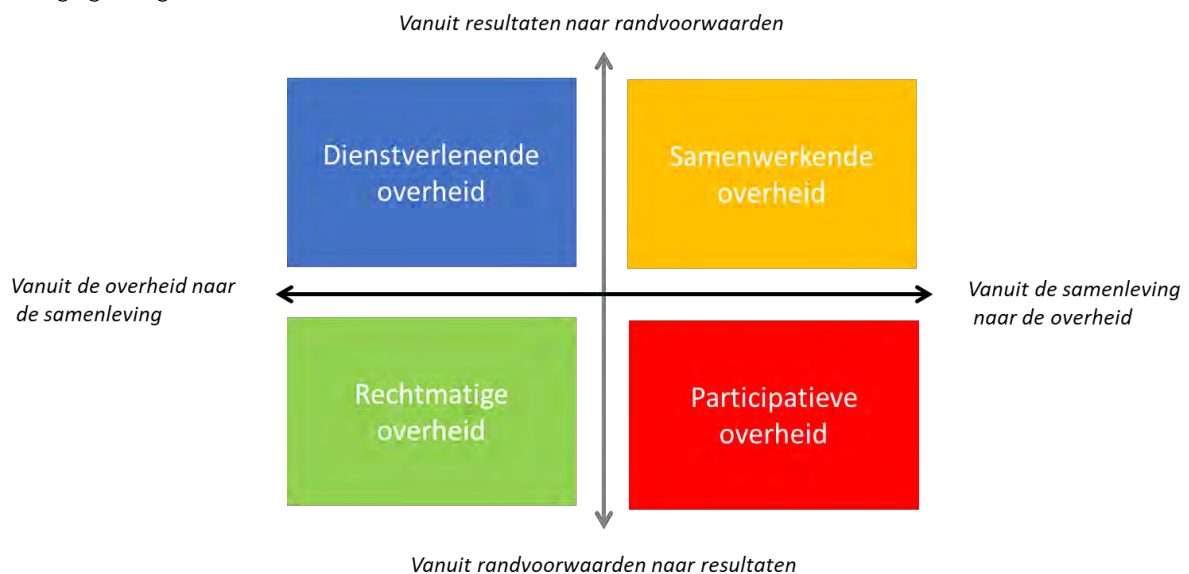 Vanuit resultaten naar randvoorwaarden
Dienstverlenende
overheid
Samenwerkende
overheid
Vanuit de overheid naar
de samenleving
Vanuit de samenleving
naar de overheid
Rechtmatige
overheid
Participatieve
overheid
Vanuit randvoorwaarden naar resultaten